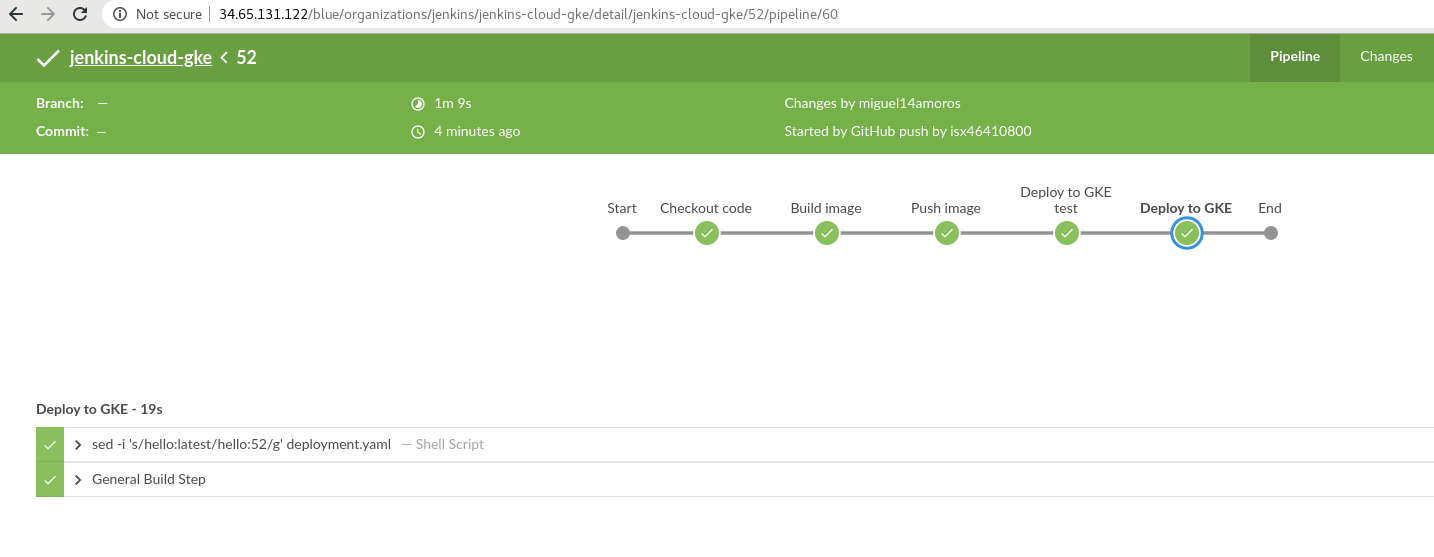 Not secure 34.65.131.122/blue/organizations/jenkins/jenkins-cloud-gke/detail/jenkins-cloud-gke/52/pipeline/60
jenkins-cloud-gke < 52 Pipeline Changes
Branch: — 1m 9s Changes by miguel14amoros
Commit: — 4 minutes ago Started by GitHub push by isx46410800
Start Checkout code Build image Push image Deploy to GKE test Deploy to GKE End
Deploy to GKE - 19s
sed -i 's/hello:latest/hello:52/g' deployment.yaml — Shell Script
General Build Step